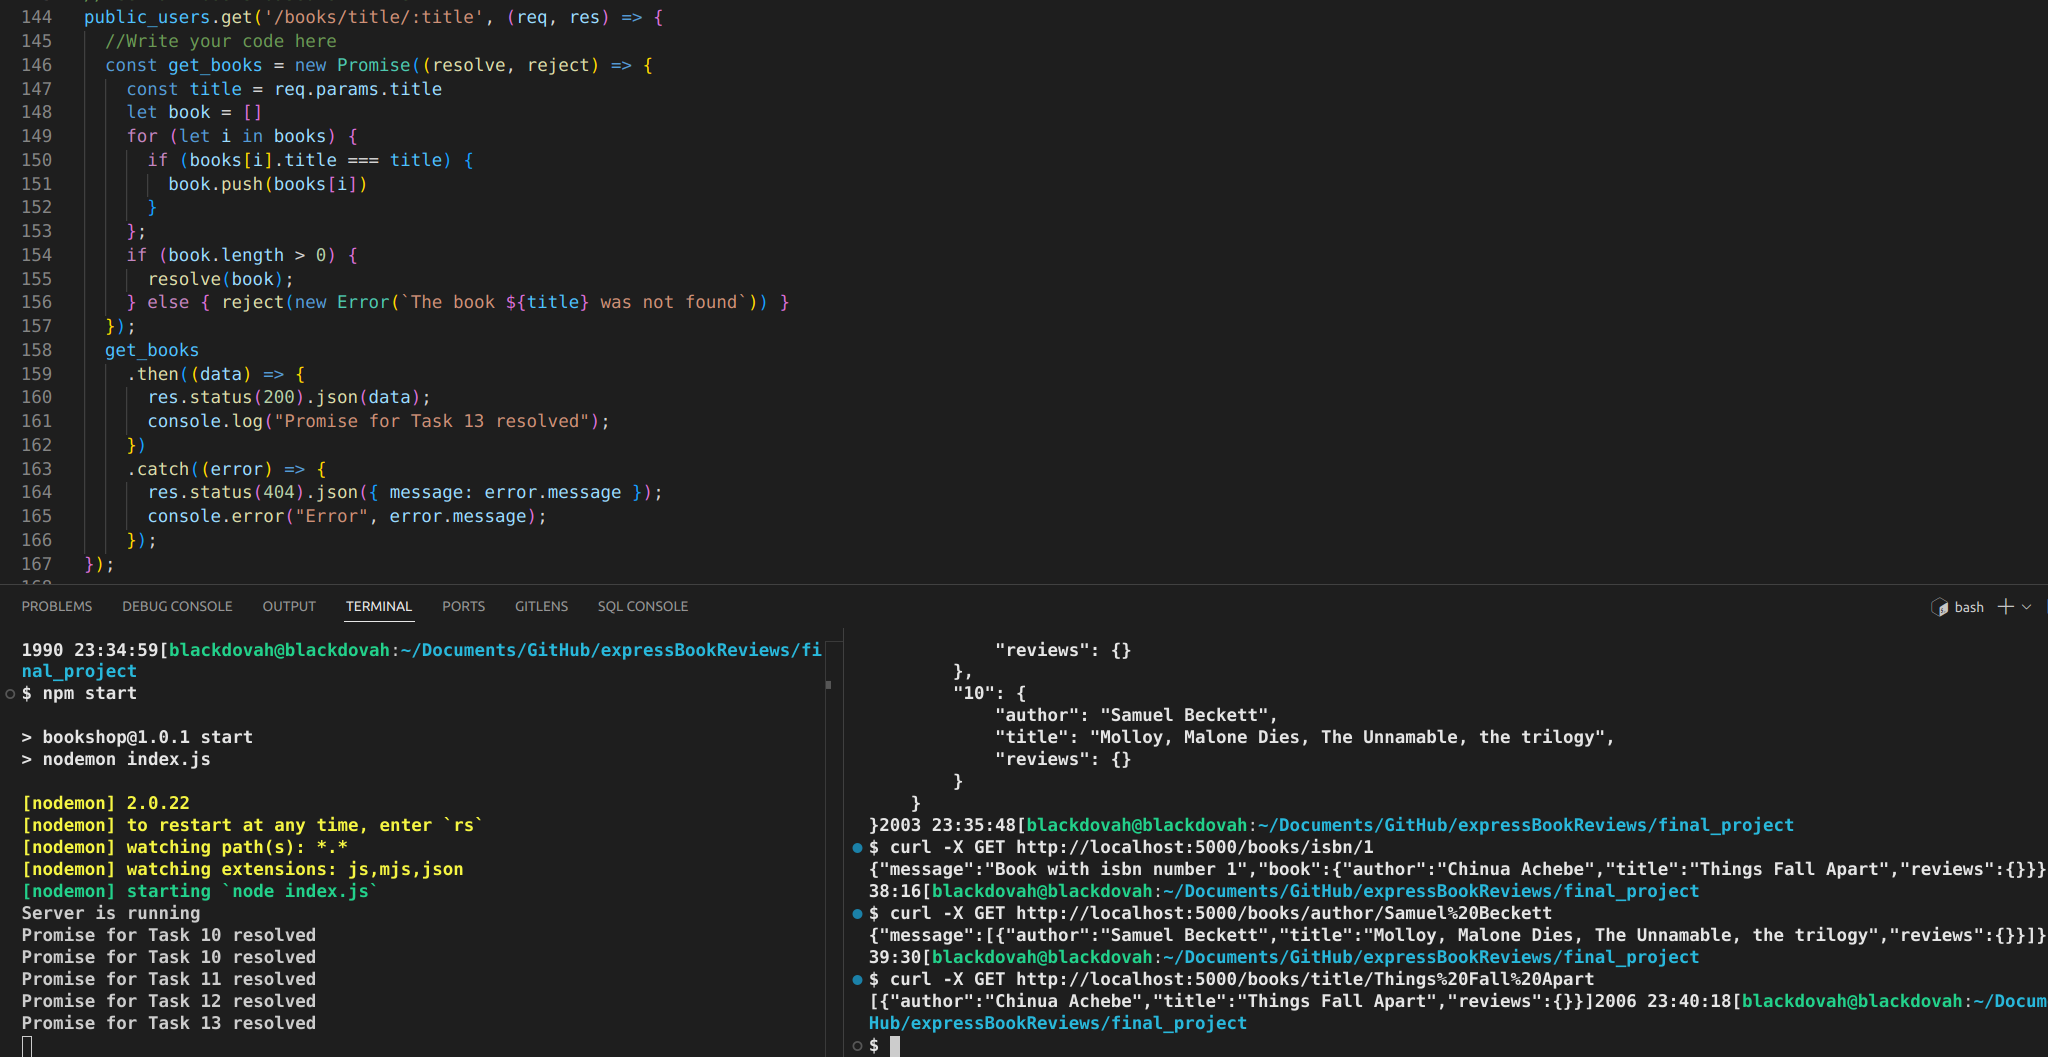 144 public_users.get('/books/title/:title', (req, res) => {
145 //Write your code here
146 const get_books = new Promise((resolve, reject) => {
147 const title = req.params.title
148 let book = []
149 for (let i in books) {
150 if (books[i].title === title) {
151 book.push(books[i])
152 }
153 };
154 if (book.length > 0) {
155 resolve(book);
156 } else { reject(new Error(`The book ${title} was not found`)) }
157 });
158 get_books
159 .then((data) => {
160 res.status(200).json(data);
161 console.log("Promise for Task 13 resolved");
162 })
163 .catch((error) => {
164 res.status(404).json({ message: error.message });
165 console.error("Error", error.message);
166 });
167 });
PROBLEMS DEBUG CONSOLE OUTPUT TERMINAL PORTS GITLENS SQL CONSOLE bash
1990 23:34:59[blackdovah@blackdovah:~/Documents/GitHub/expressBookReviews/fi
nal_project
$ npm start
> bookshop@1.0.1 start
> nodemon index.js
[nodemon] 2.0.22
[nodemon] to restart at any time, enter `rs`
[nodemon] watching path(s): *.*
[nodemon] watching extensions: js,mjs,json
[nodemon] starting `node index.js`
Server is running
Promise for Task 10 resolved
Promise for Task 10 resolved
Promise for Task 11 resolved
Promise for Task 12 resolved
Promise for Task 13 resolved
"reviews": {}
},
"10": {
"author": "Samuel Beckett",
"title": "Molloy, Malone Dies, The Unnamable, the trilogy",
"reviews": {}
}
}
}2003 23:35:48[blackdovah@blackdovah:~/Documents/GitHub/expressBookReviews/final_project
$ curl -X GET http://localhost:5000/books/isbn/1
{"message":"Book with isbn number 1","book":{"author":"Chinua Achebe","title":"Things Fall Apart","reviews":{}}}
38:16[blackdovah@blackdovah:~/Documents/GitHub/expressBookReviews/final_project
$ curl -X GET http://localhost:5000/books/author/Samuel%20Beckett
{"message":[{"author":"Samuel Beckett","title":"Molloy, Malone Dies, The Unnamable, the trilogy","reviews":{}}]}
39:30[blackdovah@blackdovah:~/Documents/GitHub/expressBookReviews/final_project
$ curl -X GET http://localhost:5000/books/title/Things%20Fall%20Apart
[{"author":"Chinua Achebe","title":"Things Fall Apart","reviews":{}}]2006 23:40:18[blackdovah@blackdovah:~/Docum
Hub/expressBookReviews/final_project
$